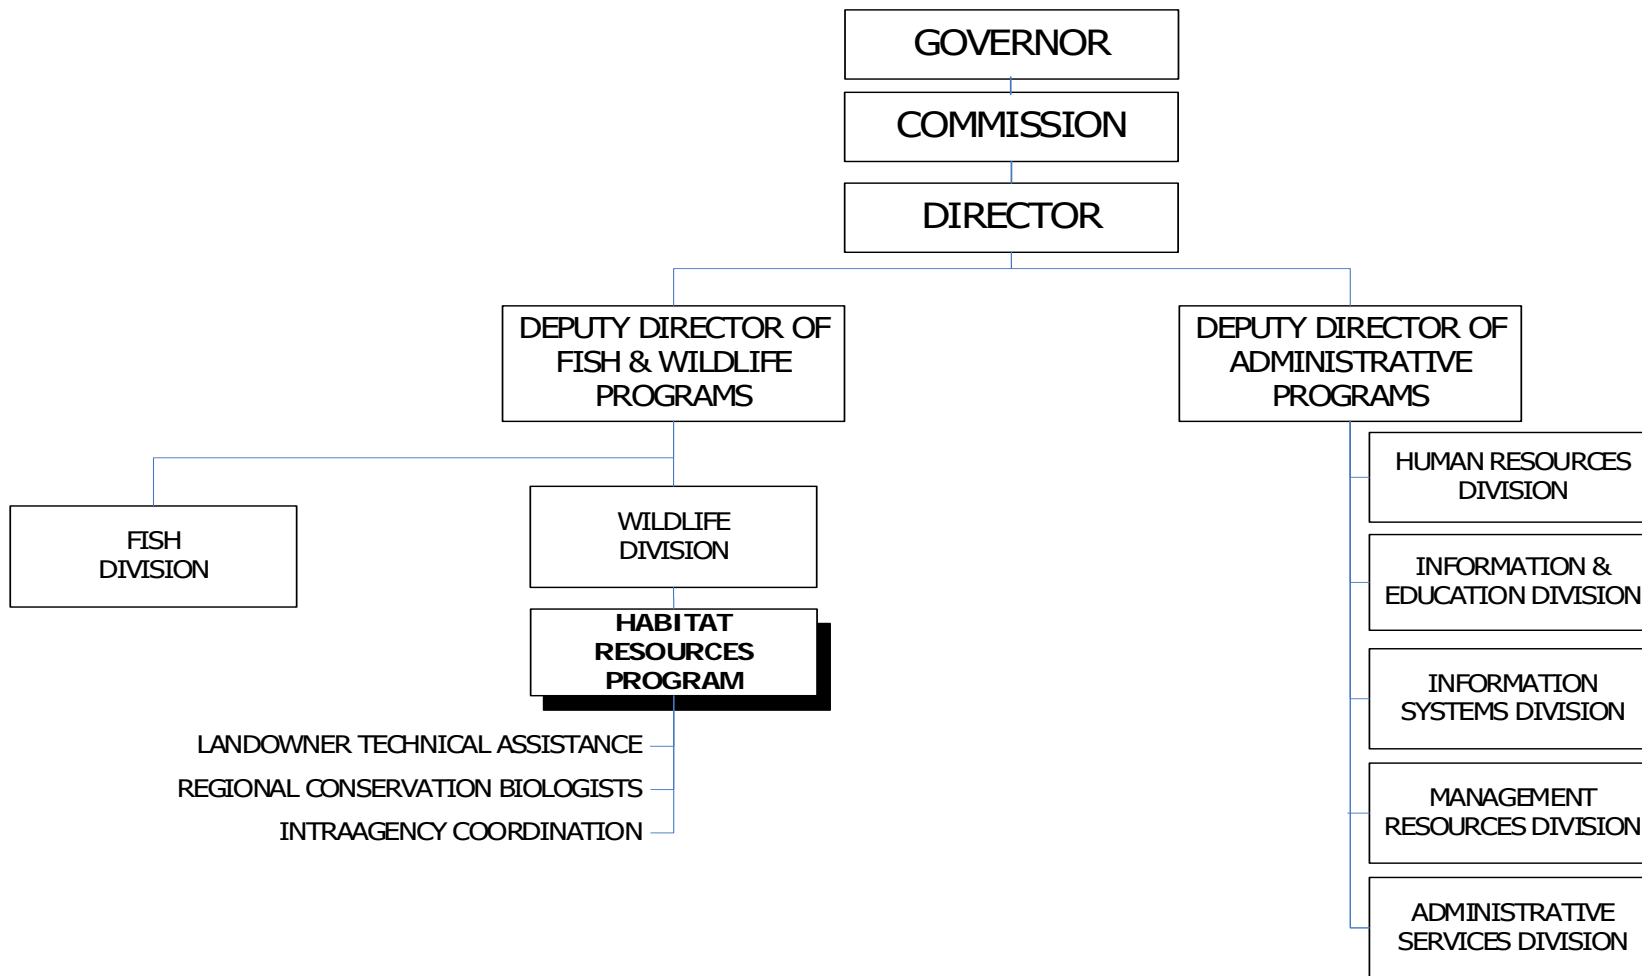 GOVERNOR
COMMISSION
DIRECTOR
DEPUTY DIRECTOR OF
FISH & WILDLIFE
PROGRAMS
DEPUTY DIRECTOR OF
ADMINISTRATIVE
PROGRAMS
FISH
DIVISION
WILDLIFE
DIVISION
HABITAT
RESOURCES
PROGRAM
LANDOWNER TECHNICAL ASSISTANCE
REGIONAL CONSERVATION BIOLOGISTS
INTRAAGENCY COORDINATION
HUMAN RESOURCES
DIVISION
INFORMATION &
EDUCATION DIVISION
INFORMATION
SYSTEMS DIVISION
MANAGEMENT
RESOURCES DIVISION
ADMINISTRATIVE
SERVICES DIVISION